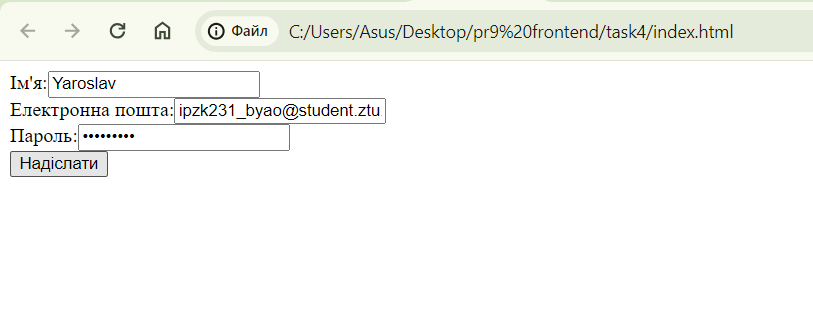 Файл C:/Users/Asus/Desktop/pr9%20frontend/task4/index.html
Ім'я: Yaroslav
Електронна пошта: ipzk231_byao@student.ztu
Пароль: •••••••••
Надіслати